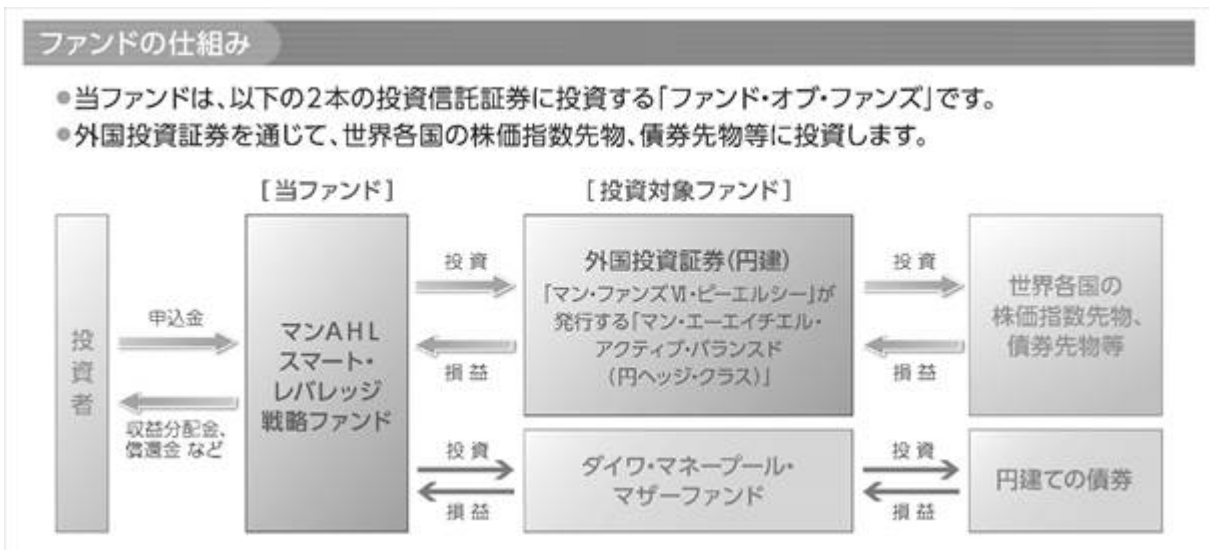 ファンドの仕組み
●当ファンドは、以下の2本の投資信託証券に投資する「ファンド・オブ・ファンズ」です。
●外国投資証券を通じて、世界各国の株価指数先物、債券先物等に投資します。
[当ファンド]
[投資対象ファンド]
投資者
申込金
収益分配金、
償還金 など
マンAHL
スマート・
レバレッジ
戦略ファンド
投資
損益
外国投資証券(円建)
「マン・ファンズⅥ・ピーエルシー」が
発行する「マン・エーエイチエル・
アクティブ・バランスド
(円ヘッジ・クラス)」
投資
損益
世界各国の
株価指数先物、
債券先物等
投資
損益
ダイワ・マネープール・
マザーファンド
投資
損益
円建ての債券